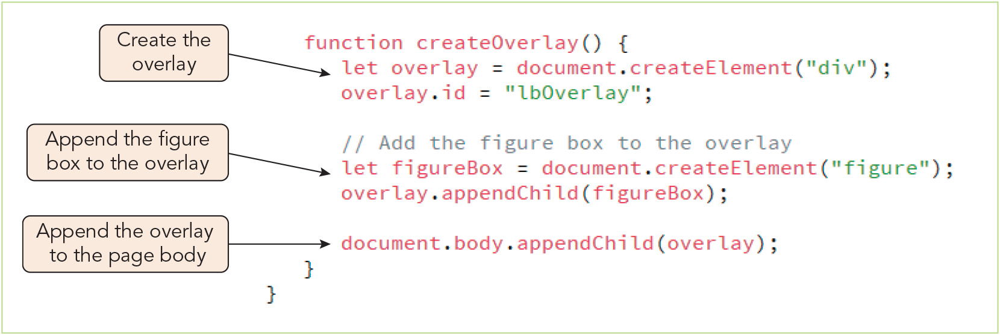 Create the
overlay
function createOverlay() {
let overlay = document.createElement("div");
overlay.id = "lbOverlay";
Append the figure
box to the overlay
// Add the figure box to the overlay
let figureBox = document.createElement("figure");
overlay.appendChild(figureBox);
Append the overlay
to the page body
document.body.appendChild(overlay);
}
}